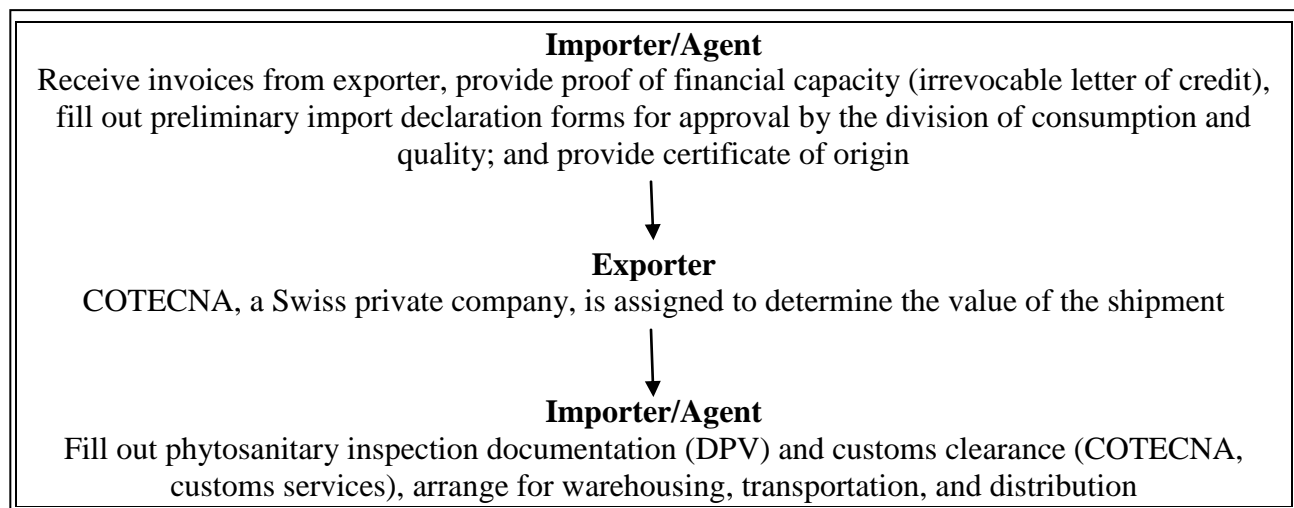 Importer/Agent
Receive invoices from exporter, provide proof of financial capacity (irrevocable letter of credit),
fill out preliminary import declaration forms for approval by the division of consumption and
quality; and provide certificate of origin
Exporter
COTECNA, a Swiss private company, is assigned to determine the value of the shipment
Importer/Agent
Fill out phytosanitary inspection documentation (DPV) and customs clearance (COTECNA,
customs services), arrange for warehousing, transportation, and distribution